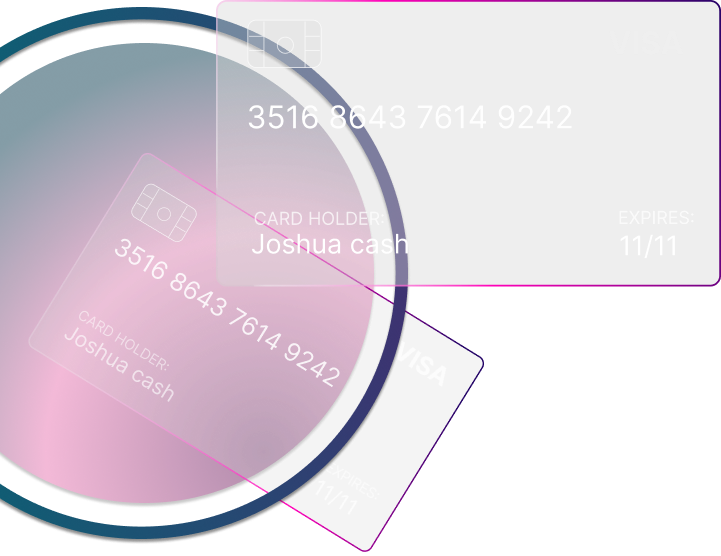 3516 8643 7614 9242
CARD HOLDER:
EXPIRES:
Joshua cash
11/11
VISA
3516 8643 7614 9242
CARD HOLDER:
Joshua cash
EXPIRES:
11/11